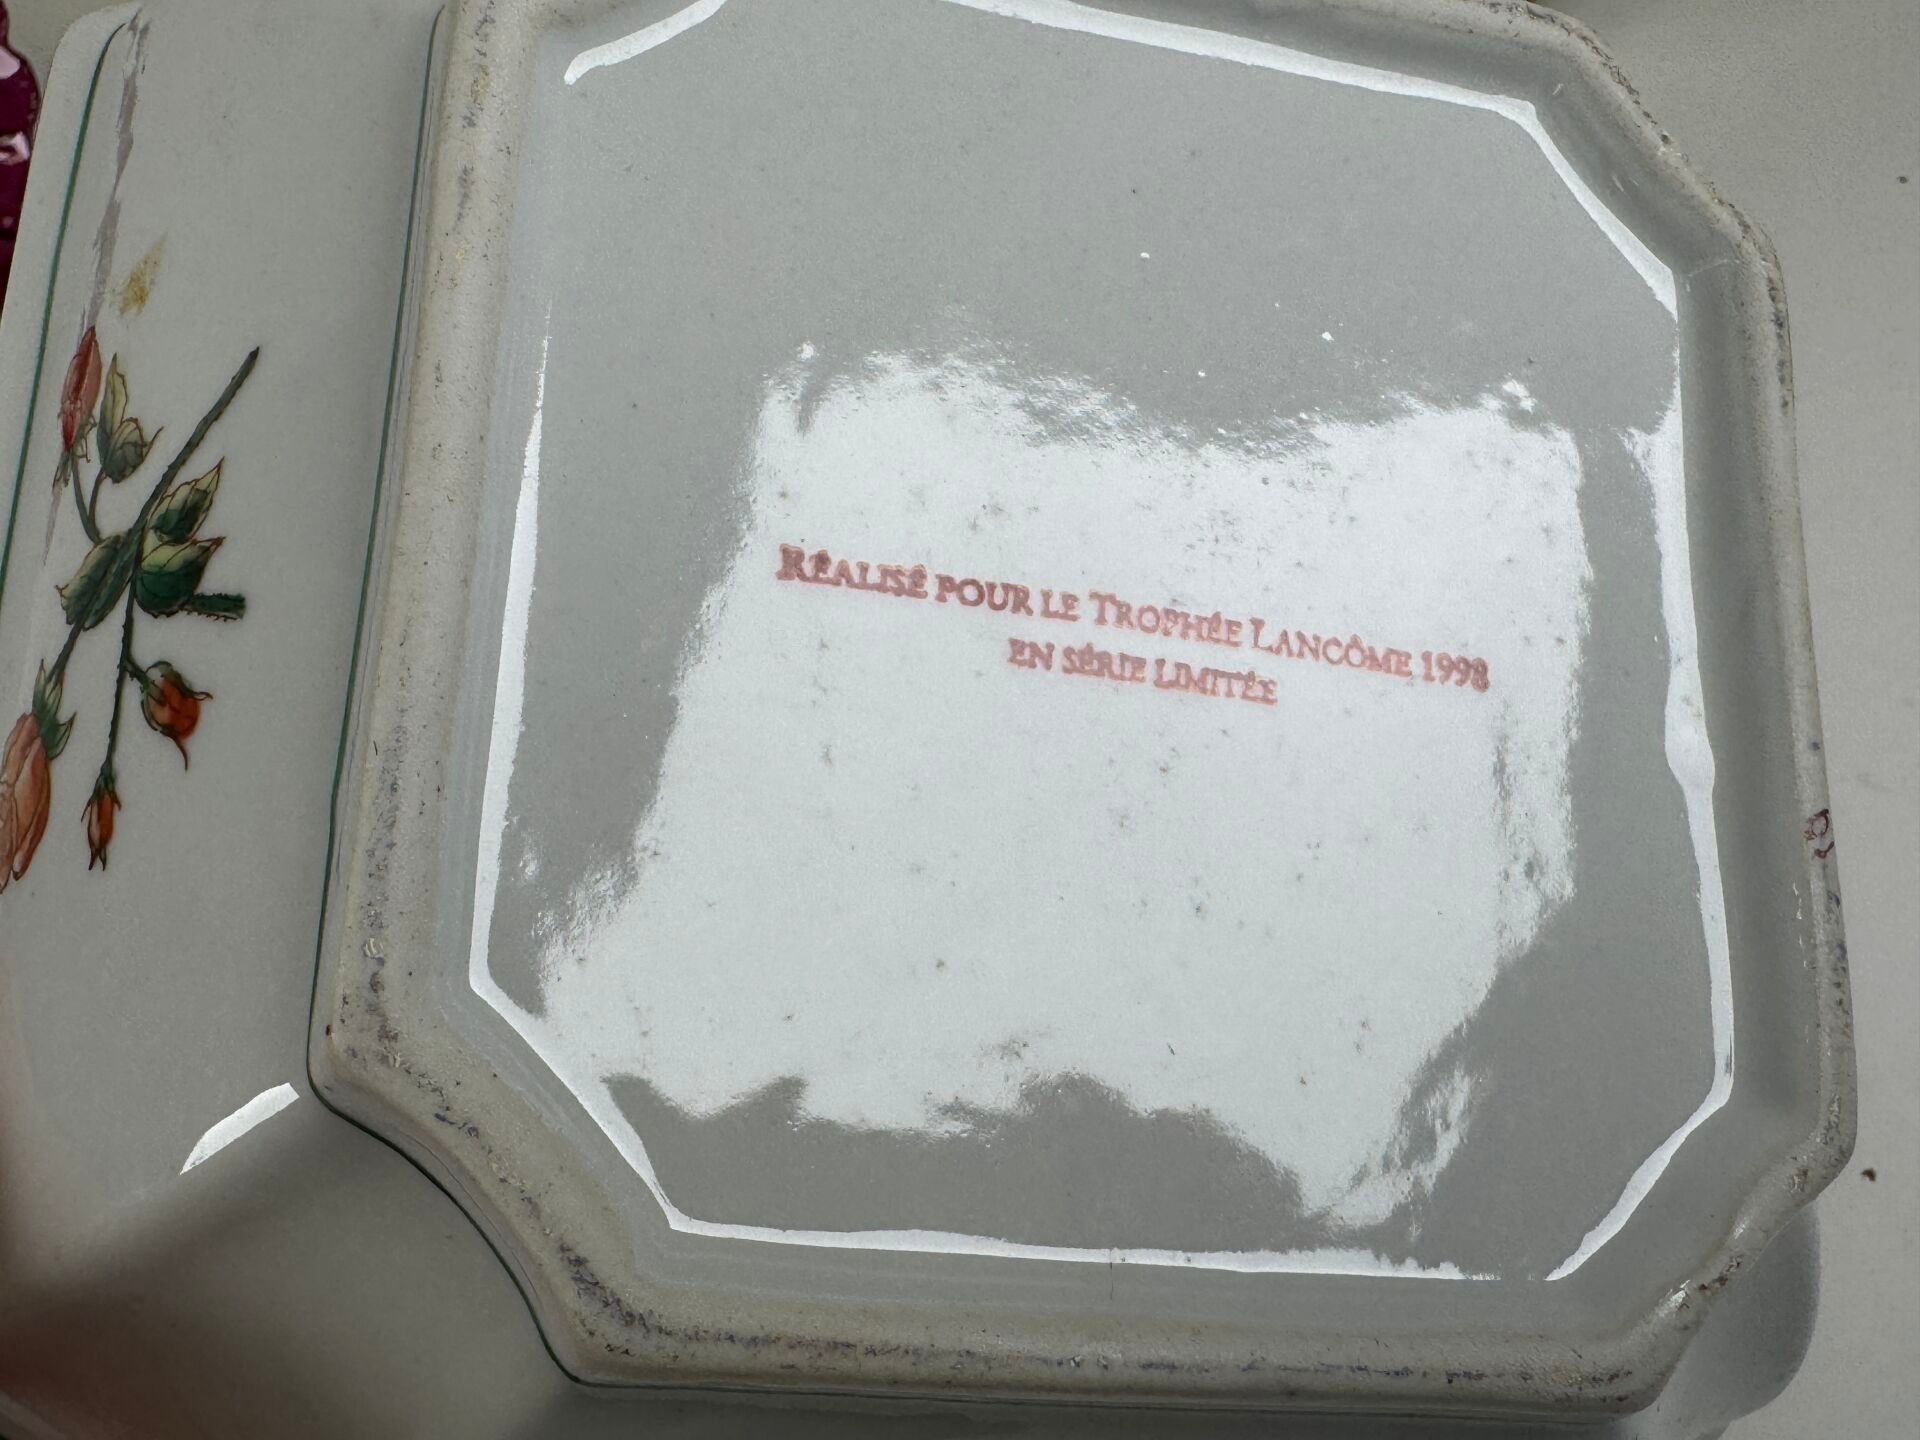 RÉALISÉ POUR LE TROPHÉE LANCÔME 1998
EN SÉRIE LIMITÉE